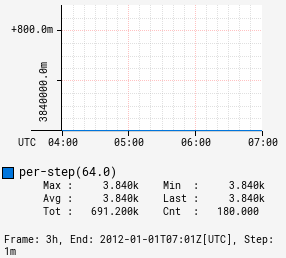 +800.0m
3840000.0m
UTC 04:00 05:00 06:00 07:00
per-step(64.0)
Max : 3.840k Min : 3.840k
Avg : 3.840k Last : 3.840k
Tot : 691.200k Cnt : 180.000
Frame: 3h, End: 2012-01-01T07:01Z[UTC], Step:
1m